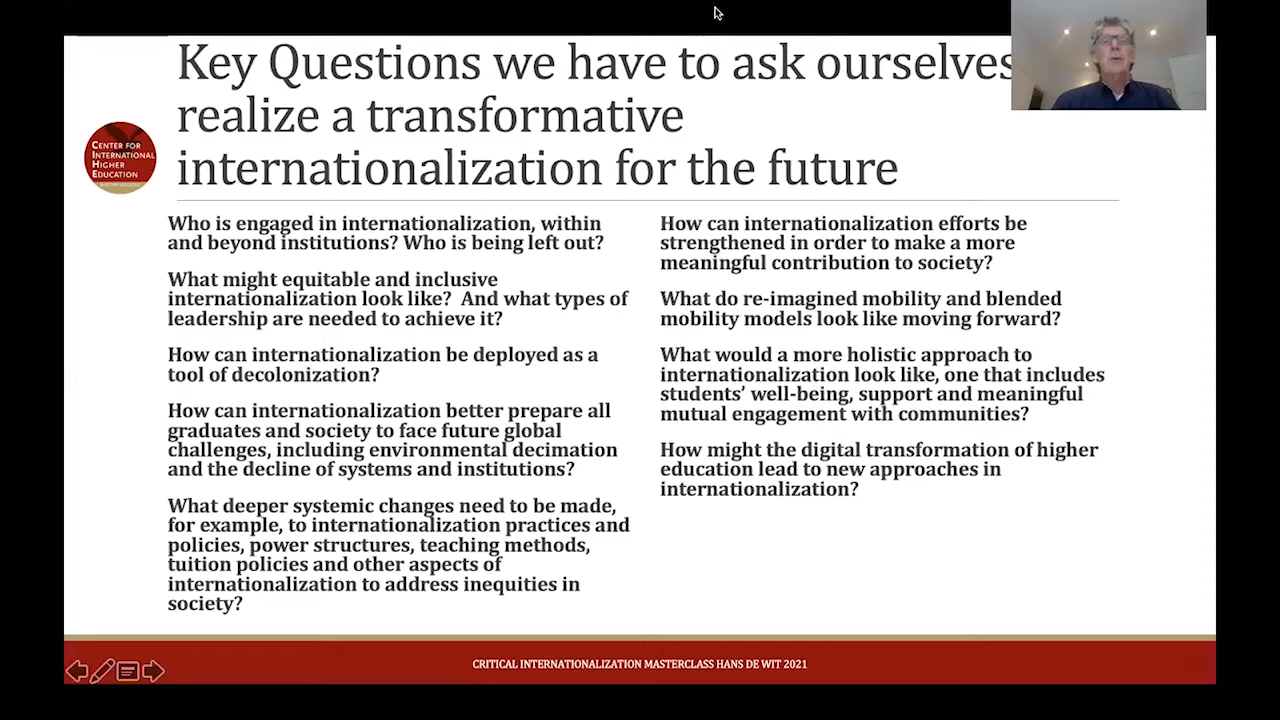 Key Questions we have to ask ourselves
realize a transformative
internationalization for the future
CENTER FOR
INTERNATIONAL
HIGHER
EDUCATION
Who is engaged in internationalization, within
and beyond institutions? Who is being left out?
What might equitable and inclusive
internationalization look like?  And what types of
leadership are needed to achieve it?
How can internationalization be deployed as a
tool of decolonization?
How can internationalization better prepare all
graduates and society to face future global
challenges, including environmental decimation
and the decline of systems and institutions?
What deeper systemic changes need to be made,
for example, to internationalization practices and
policies, power structures, teaching methods,
tuition policies and other aspects of
internationalization to address inequities in
society?
How can internationalization efforts be
strengthened in order to make a more
meaningful contribution to society?
What do re-imagined mobility and blended
mobility models look like moving forward?
What would a more holistic approach to
internationalization look like, one that includes
students’ well-being, support and meaningful
mutual engagement with communities?
How might the digital transformation of higher
education lead to new approaches in
internationalization?
CRITICAL INTERNATIONALIZATION MASTERCLASS HANS DE WIT 2021